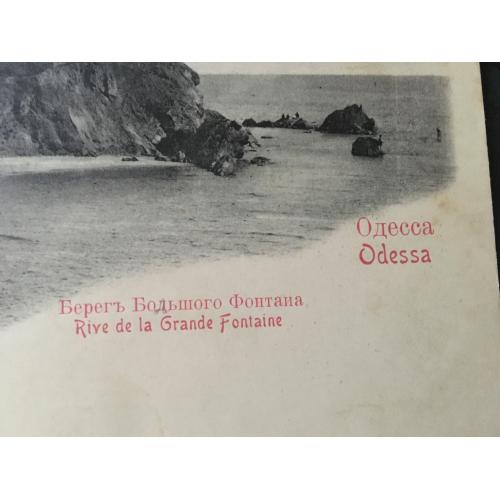 Одесса
Odessa
Берегъ Большого Фонтана
Rive de la Grande Fontaine